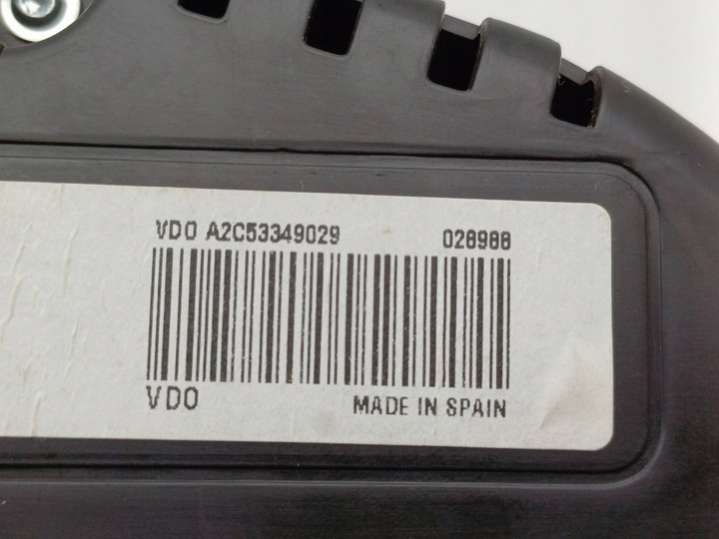 VDO A2C53349029 028988
VDO MADE IN SPAIN